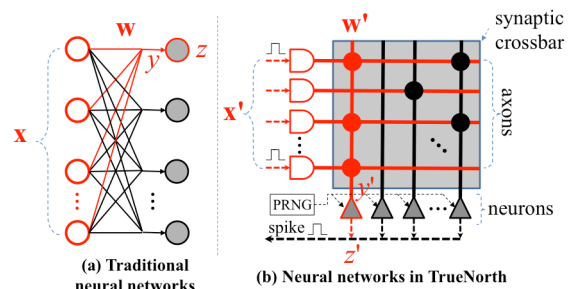 w
y
z
x
(a) Traditional
neural networks
w'
synaptic
crossbar
x'
axons
y'
PRNG
neurons
spike
z'
(b) Neural networks in TrueNorth